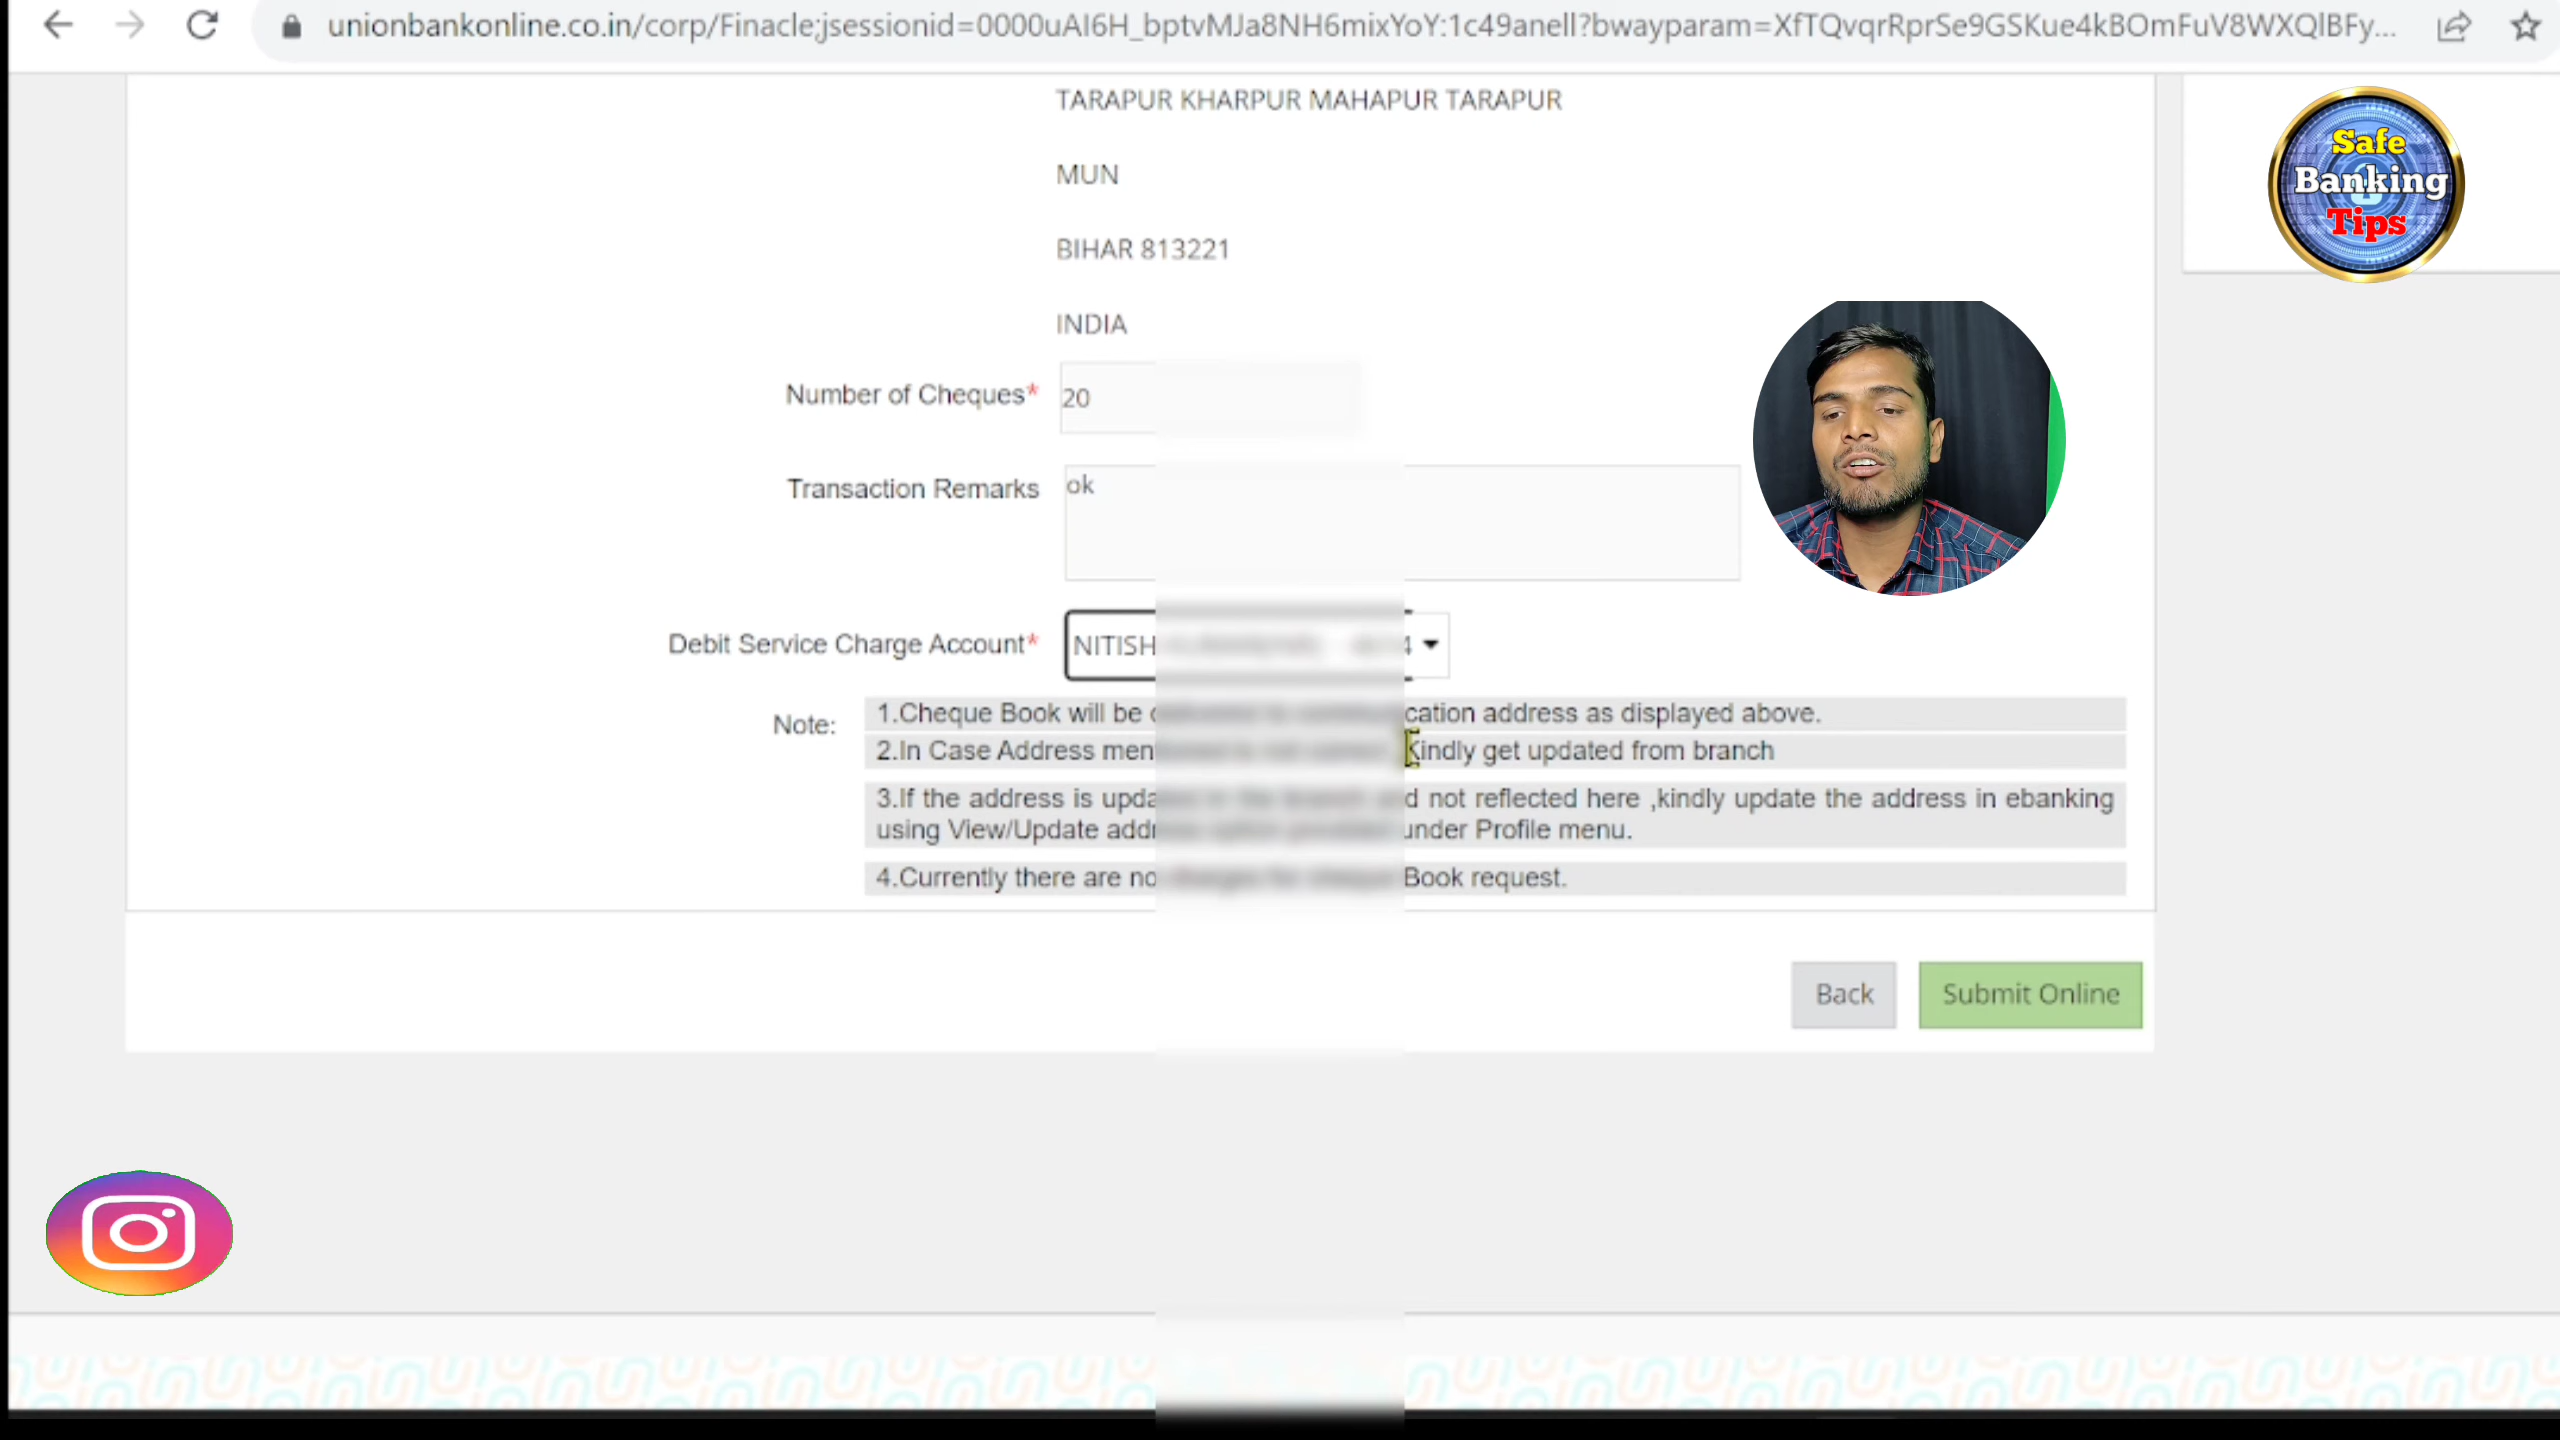 unionbankonline.co.in/corp/Finacle;jsessionid=0000uAI6H_bptvMJa8NH6mixYoY:1c49anell?bwayparam=XfTQvqrRprSe9GSKue4kBOmFuV8WXQlBFy...
TARAPUR KHARPUR MAHAPUR TARAPUR
MUN
BIHAR 813221
INDIA
Safe
Banking
Tips
Number of Cheques* 20
Transaction Remarks ok
Debit Service Charge Account* NITISH 4
Note: 1.Cheque Book will be cation address as displayed above.
2.In Case Address Kindly get updated from branch
3.If the address is not reflected here ,kindly update the address in ebanking
using View/Update under Profile menu.
4.Currently there are no Book request.
Back Submit Online